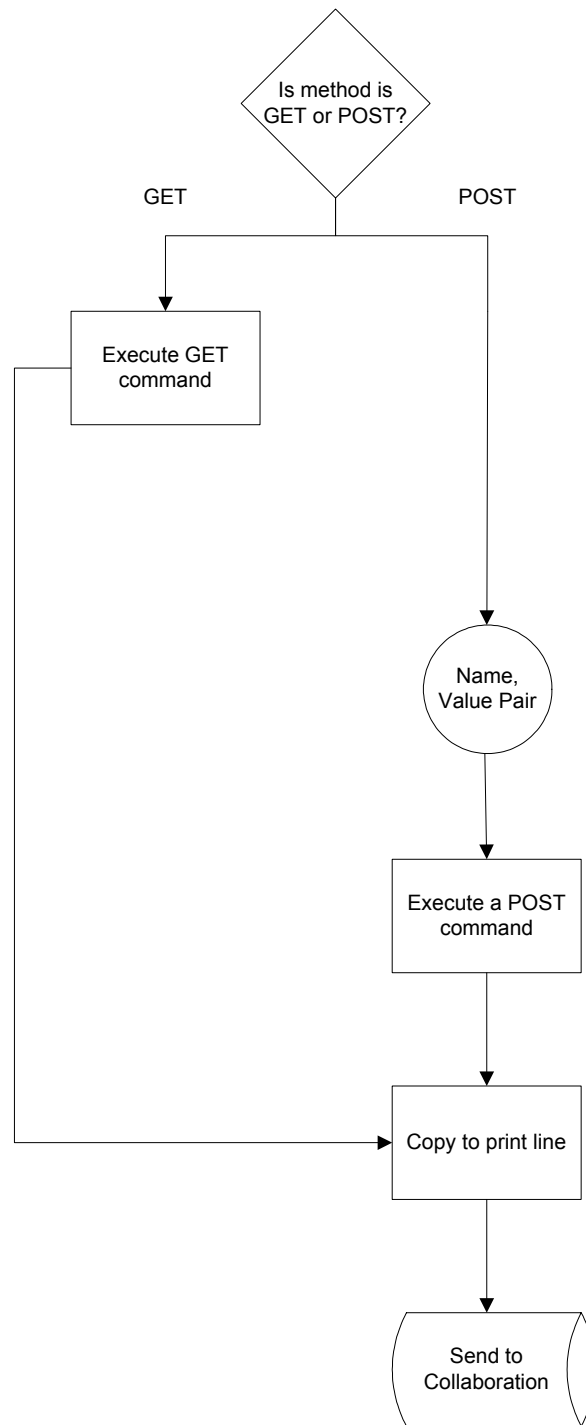 Is method is
GET or POST?
GET
POST
Execute GET
command
Name,
Value Pair
Execute a POST
command
Copy to print line
Send to
Collaboration